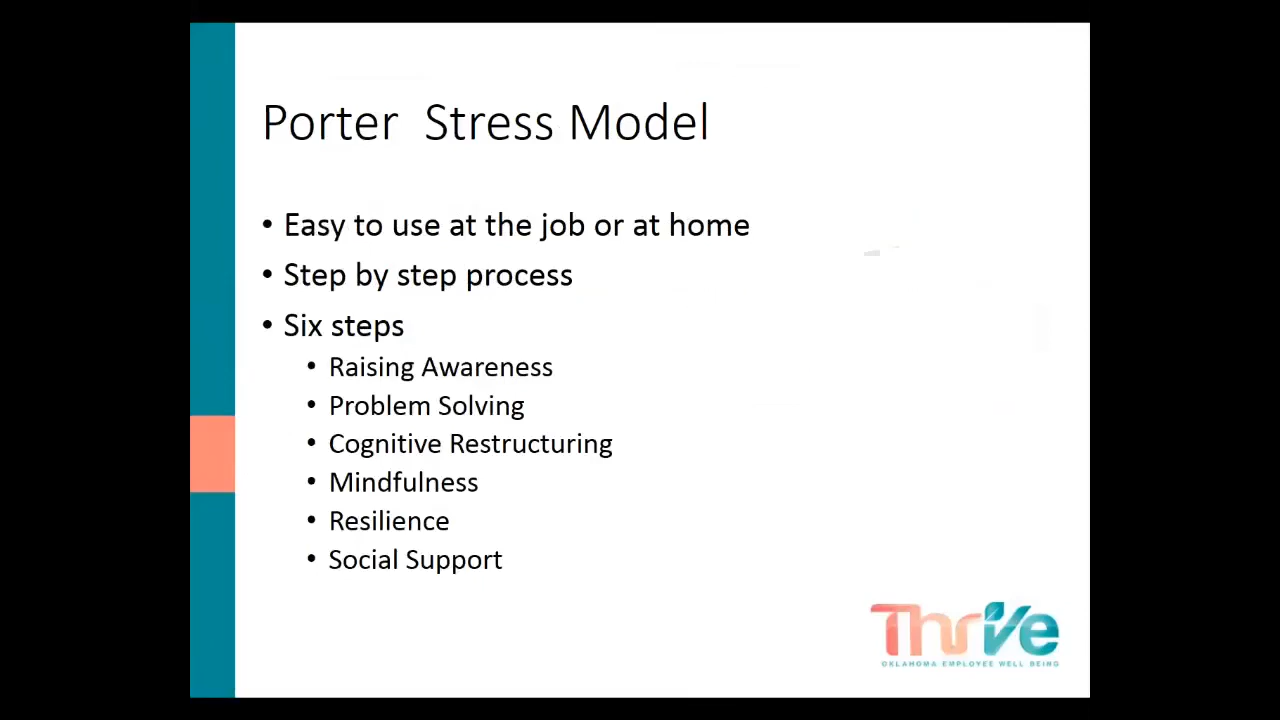 Porter  Stress Model
• Easy to use at the job or at home
• Step by step process
• Six steps
• Raising Awareness
• Problem Solving
• Cognitive Restructuring
• Mindfulness
• Resilience
• Social Support
Thrive
OKLAHOMA EMPLOYEE WELL BEING